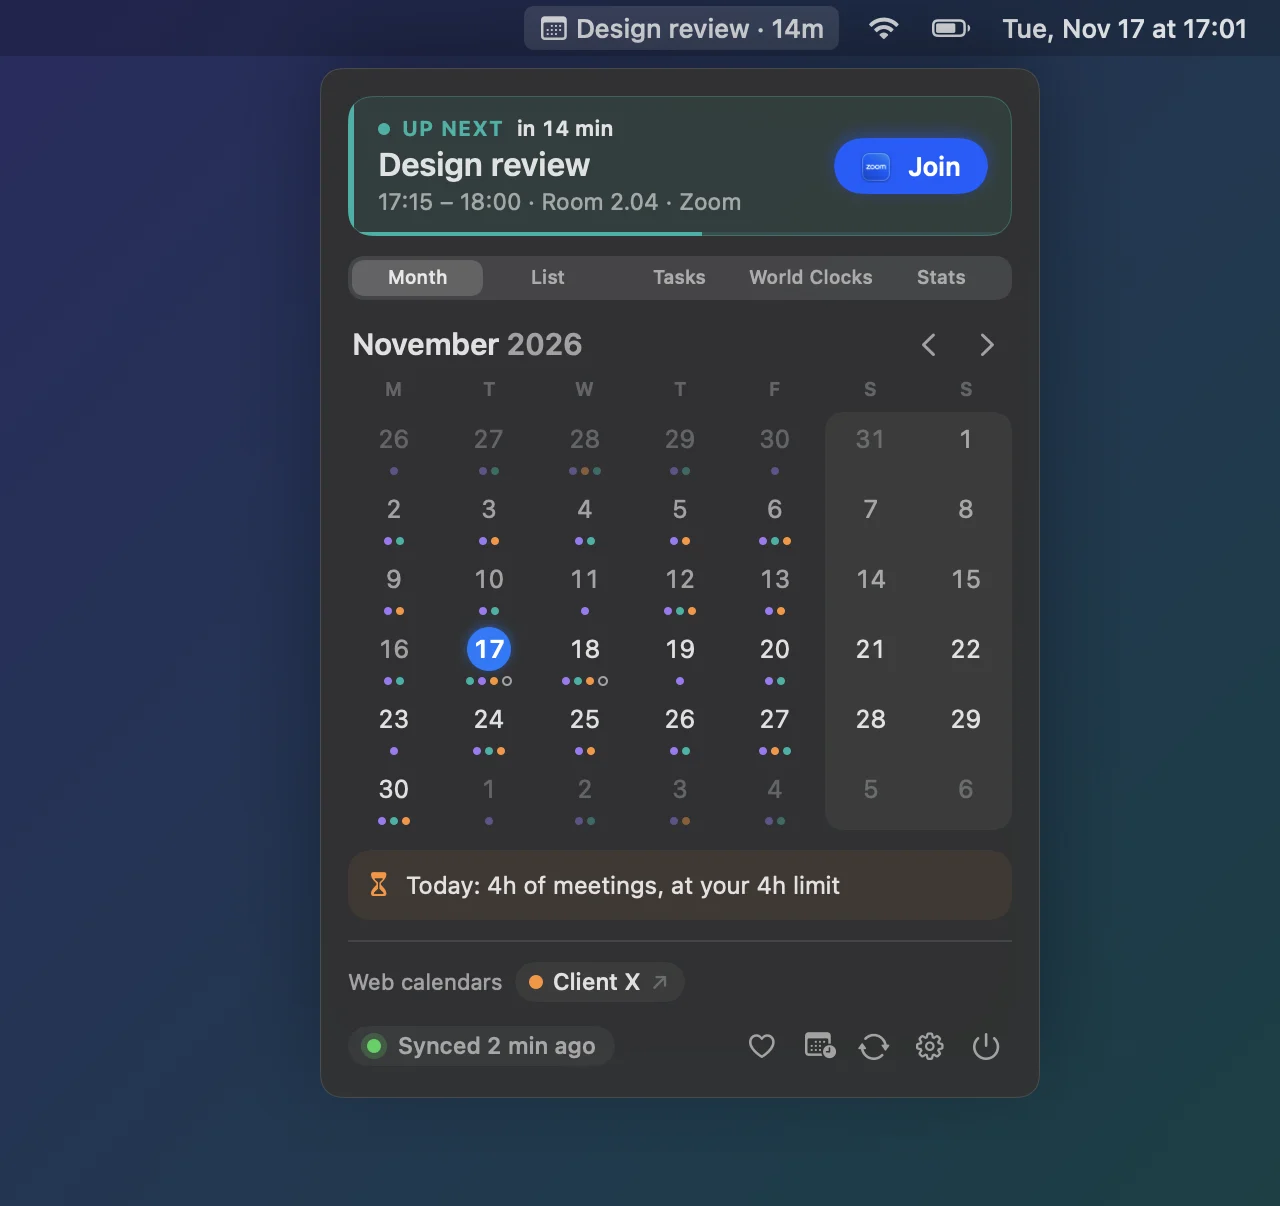 Design review · 14m
Tue, Nov 17 at 17:01
UP NEXT in 14 min
Design review
17:15 – 18:00 · Room 2.04 · Zoom
zoom
Join
Month List Tasks World Clocks Stats
November 2026
M T W T F S S
26 27 28 29 30 31 1
2 3 4 5 6 7 8
9 10 11 12 13 14 15
16 17 18 19 20 21 22
23 24 25 26 27 28 29
30 1 2 3 4 5 6
Today: 4h of meetings, at your 4h limit
Web calendars Client X
Synced 2 min ago